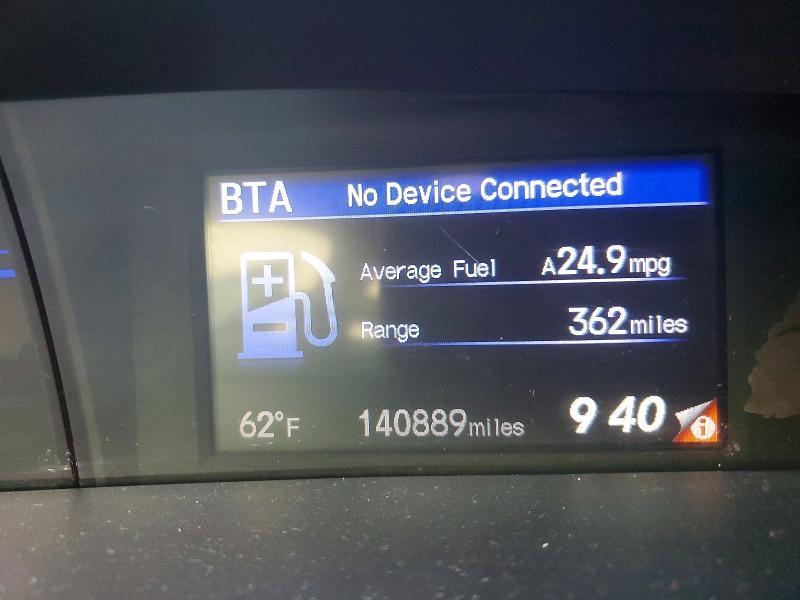 BTA No Device Connected
Average Fuel A24.9mpg
Range 362miles
62°F 140889miles 9 40 i